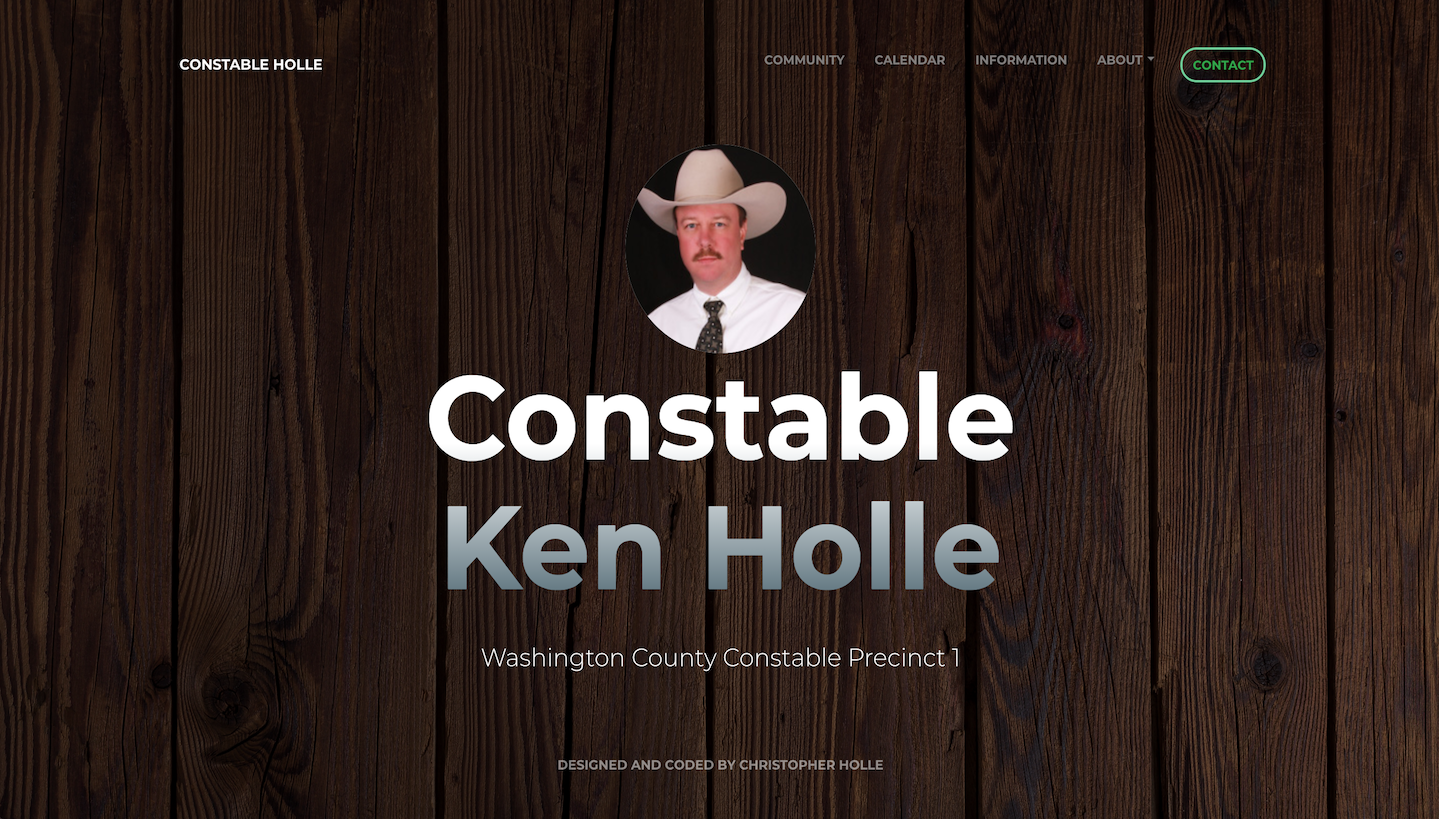 CONSTABLE HOLLE
COMMUNITY CALENDAR INFORMATION ABOUT CONTACT
Constable
Ken Holle
Washington County Constable Precinct 1
DESIGNED AND CODED BY CHRISTOPHER HOLLE